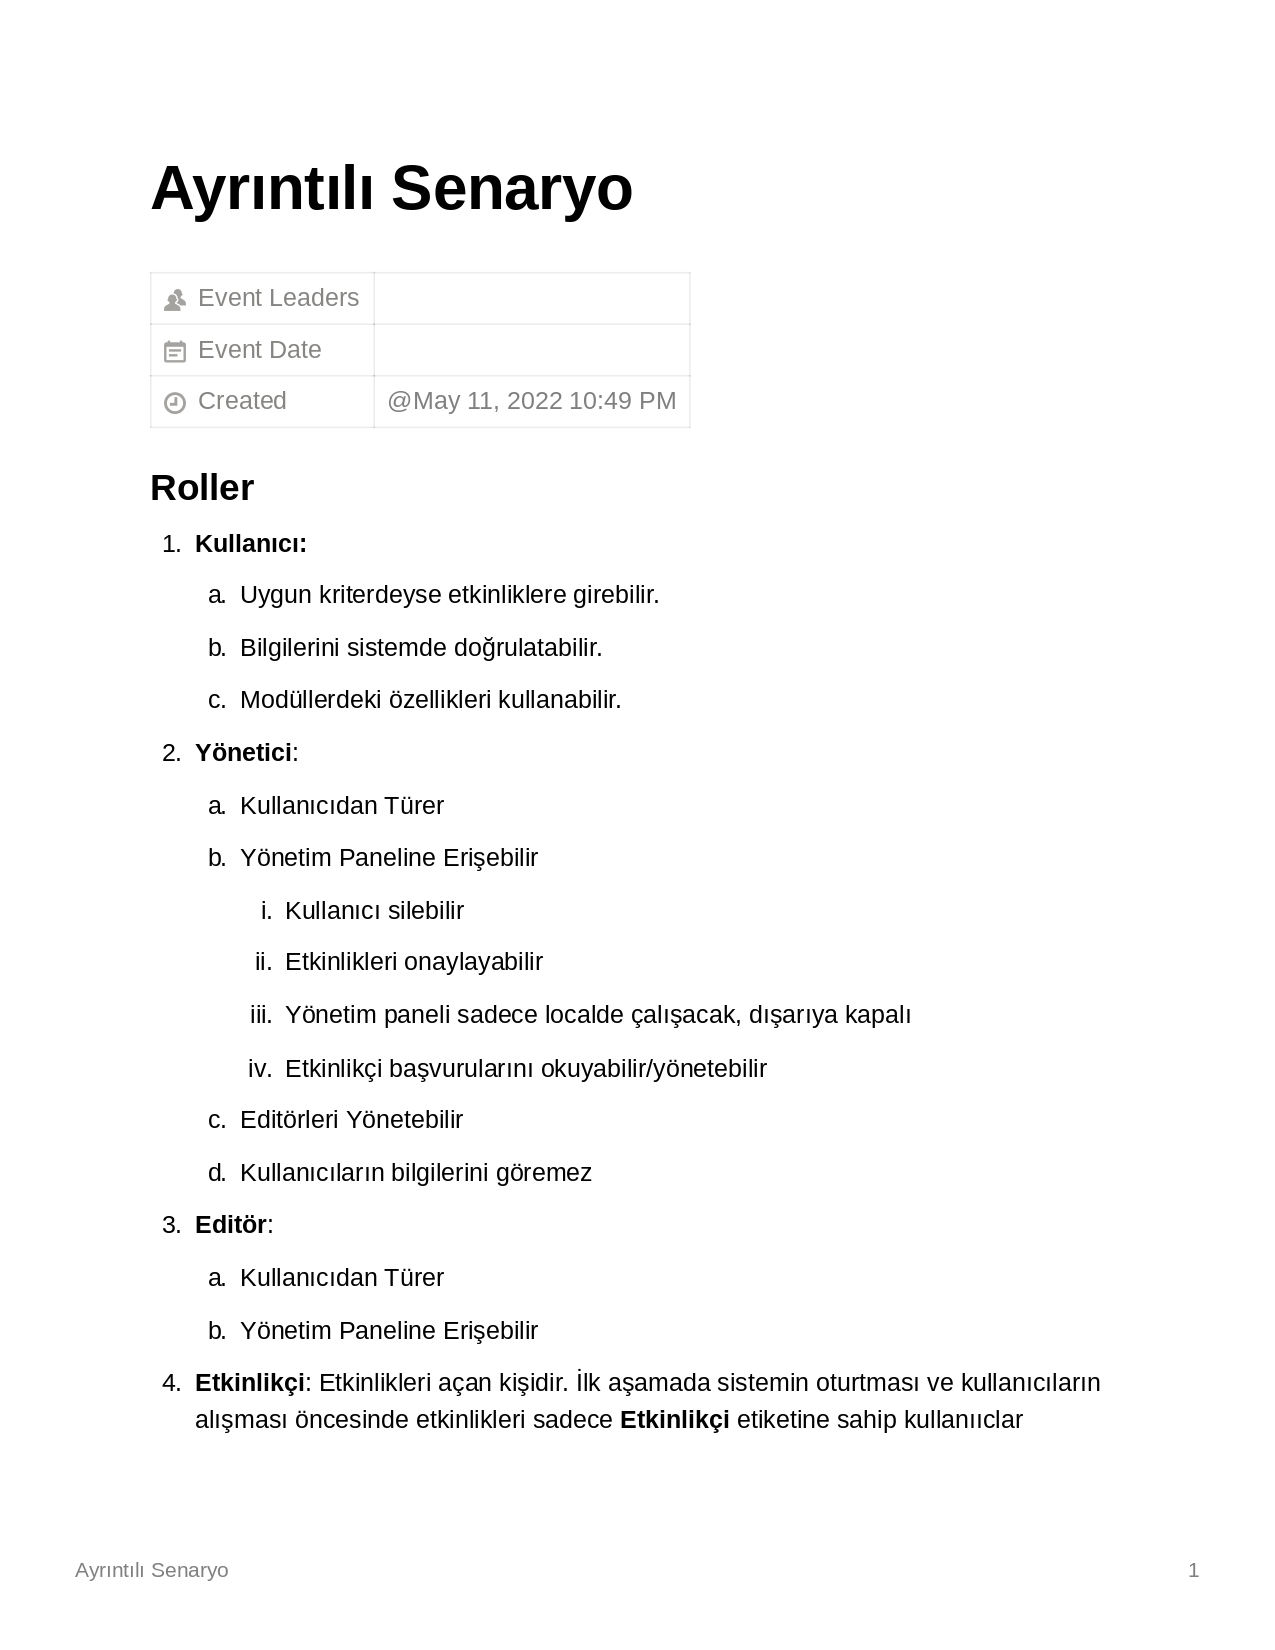 Ayrıntılı Senaryo
Event Leaders
Event Date
Created @May 11, 2022 10:49 PM
Roller
1. Kullanıcı:
a. Uygun kriterdeyse etkinliklere girebilir.
b. Bilgilerini sistemde doğrulatabilir.
c. Modüllerdeki özellikleri kullanabilir.
2. Yönetici:
a. Kullanıcıdan Türer
b. Yönetim Paneline Erişebilir
i. Kullanıcı silebilir
ii. Etkinlikleri onaylayabilir
iii. Yönetim paneli sadece localde çalışacak, dışarıya kapalı
iv. Etkinlikçi başvurularını okuyabilir/yönetebilir
c. Editörleri Yönetebilir
d. Kullanıcıların bilgilerini göremez
3. Editör:
a. Kullanıcıdan Türer
b. Yönetim Paneline Erişebilir
4. Etkinlikçi: Etkinlikleri açan kişidir. İlk aşamada sistemin oturtması ve kullanıcıların
alışması öncesinde etkinlikleri sadece Etkinlikçi etiketine sahip kullanııclar
Ayrıntılı Senaryo 1